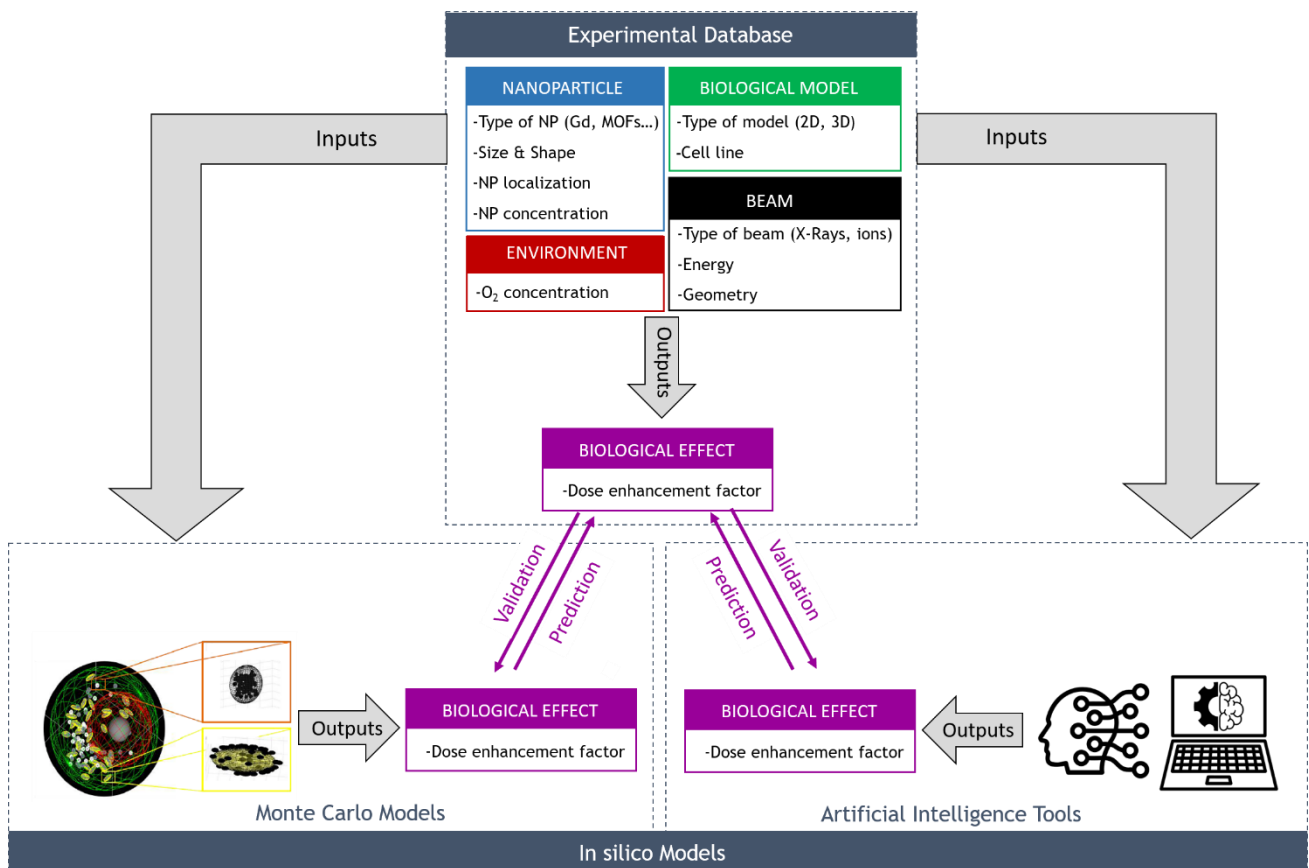 Experimental Database
NANOPARTICLE
-Type of NP (Gd, MOFs…)
-Size & Shape
-NP localization
-NP concentration
BIOLOGICAL MODEL
-Type of model (2D, 3D)
-Cell line
BEAM
-Type of beam (X-Rays, ions)
-Energy
-Geometry
ENVIRONMENT
-O₂ concentration
Inputs
Inputs
Outputs
BIOLOGICAL EFFECT
-Dose enhancement factor
Validation
Prediction
Prediction
Validation
Outputs
BIOLOGICAL EFFECT
-Dose enhancement factor
BIOLOGICAL EFFECT
-Dose enhancement factor
Outputs
Monte Carlo Models
Artificial Intelligence Tools
In silico Models